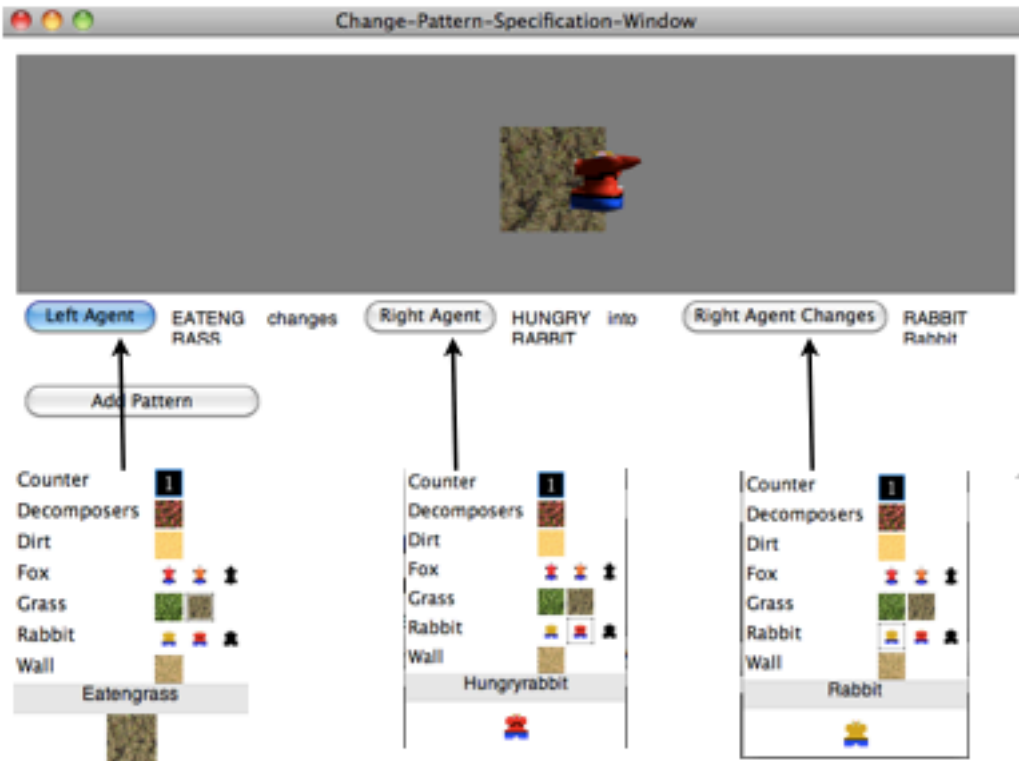 Change-Pattern-Specification-Window
Left Agent EATENG changes Right Agent HUNGRY into Right Agent Changes RABBIT
RASS RABBIT Rabbit
Add Pattern
Counter 1
Decomposers
Dirt
Fox
Grass
Rabbit
Wall
Eatengrass
Counter 1
Decomposers
Dirt
Fox
Grass
Rabbit
Wall
Hungryrabbit
Counter 1
Decomposers
Dirt
Fox
Grass
Rabbit
Wall
Rabbit